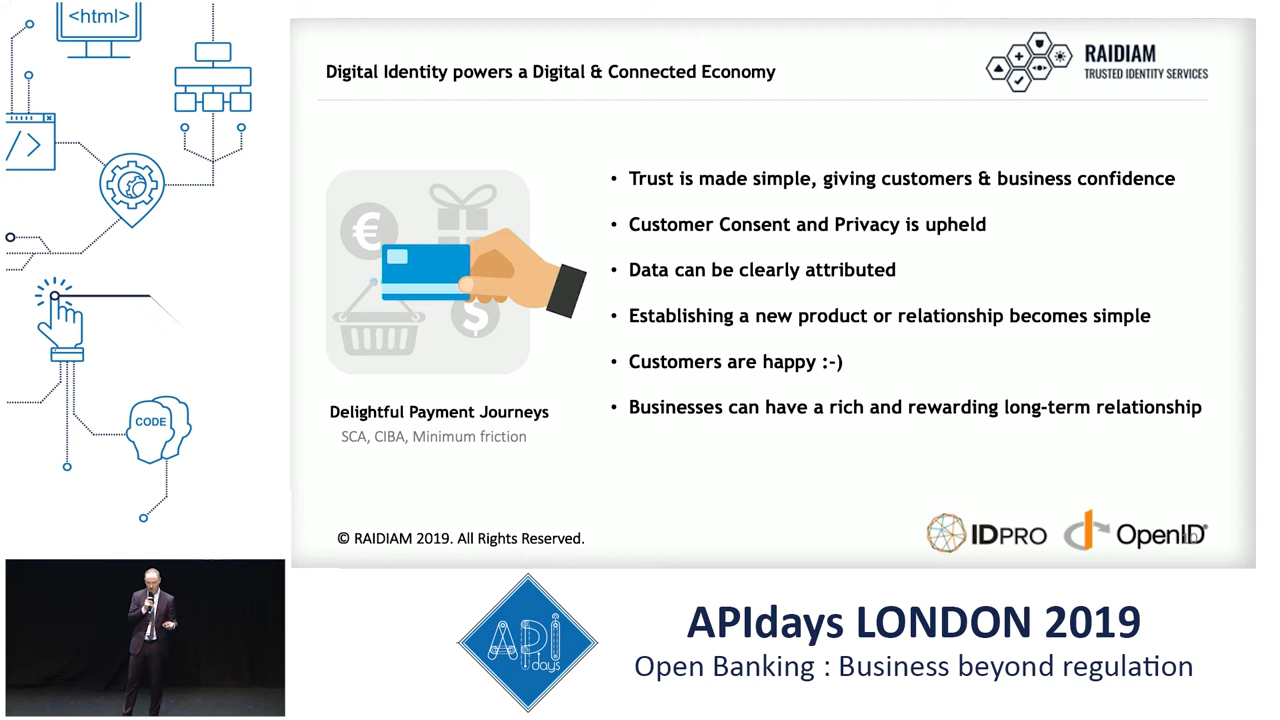 <html>
Digital Identity powers a Digital & Connected Economy
RAIDIAM
TRUSTED IDENTITY SERVICES
</>
• Trust is made simple, giving customers & business confidence
• Customer Consent and Privacy is upheld
• Data can be clearly attributed
• Establishing a new product or relationship becomes simple
• Customers are happy :-)
• Businesses can have a rich and rewarding long-term relationship
€
$
Delightful Payment Journeys
SCA, CIBA, Minimum friction
CODE
© RAIDIAM 2019. All Rights Reserved.
IDPRO
OpenID®
10
API
days
APIdays LONDON 2019
Open Banking : Business beyond regulation